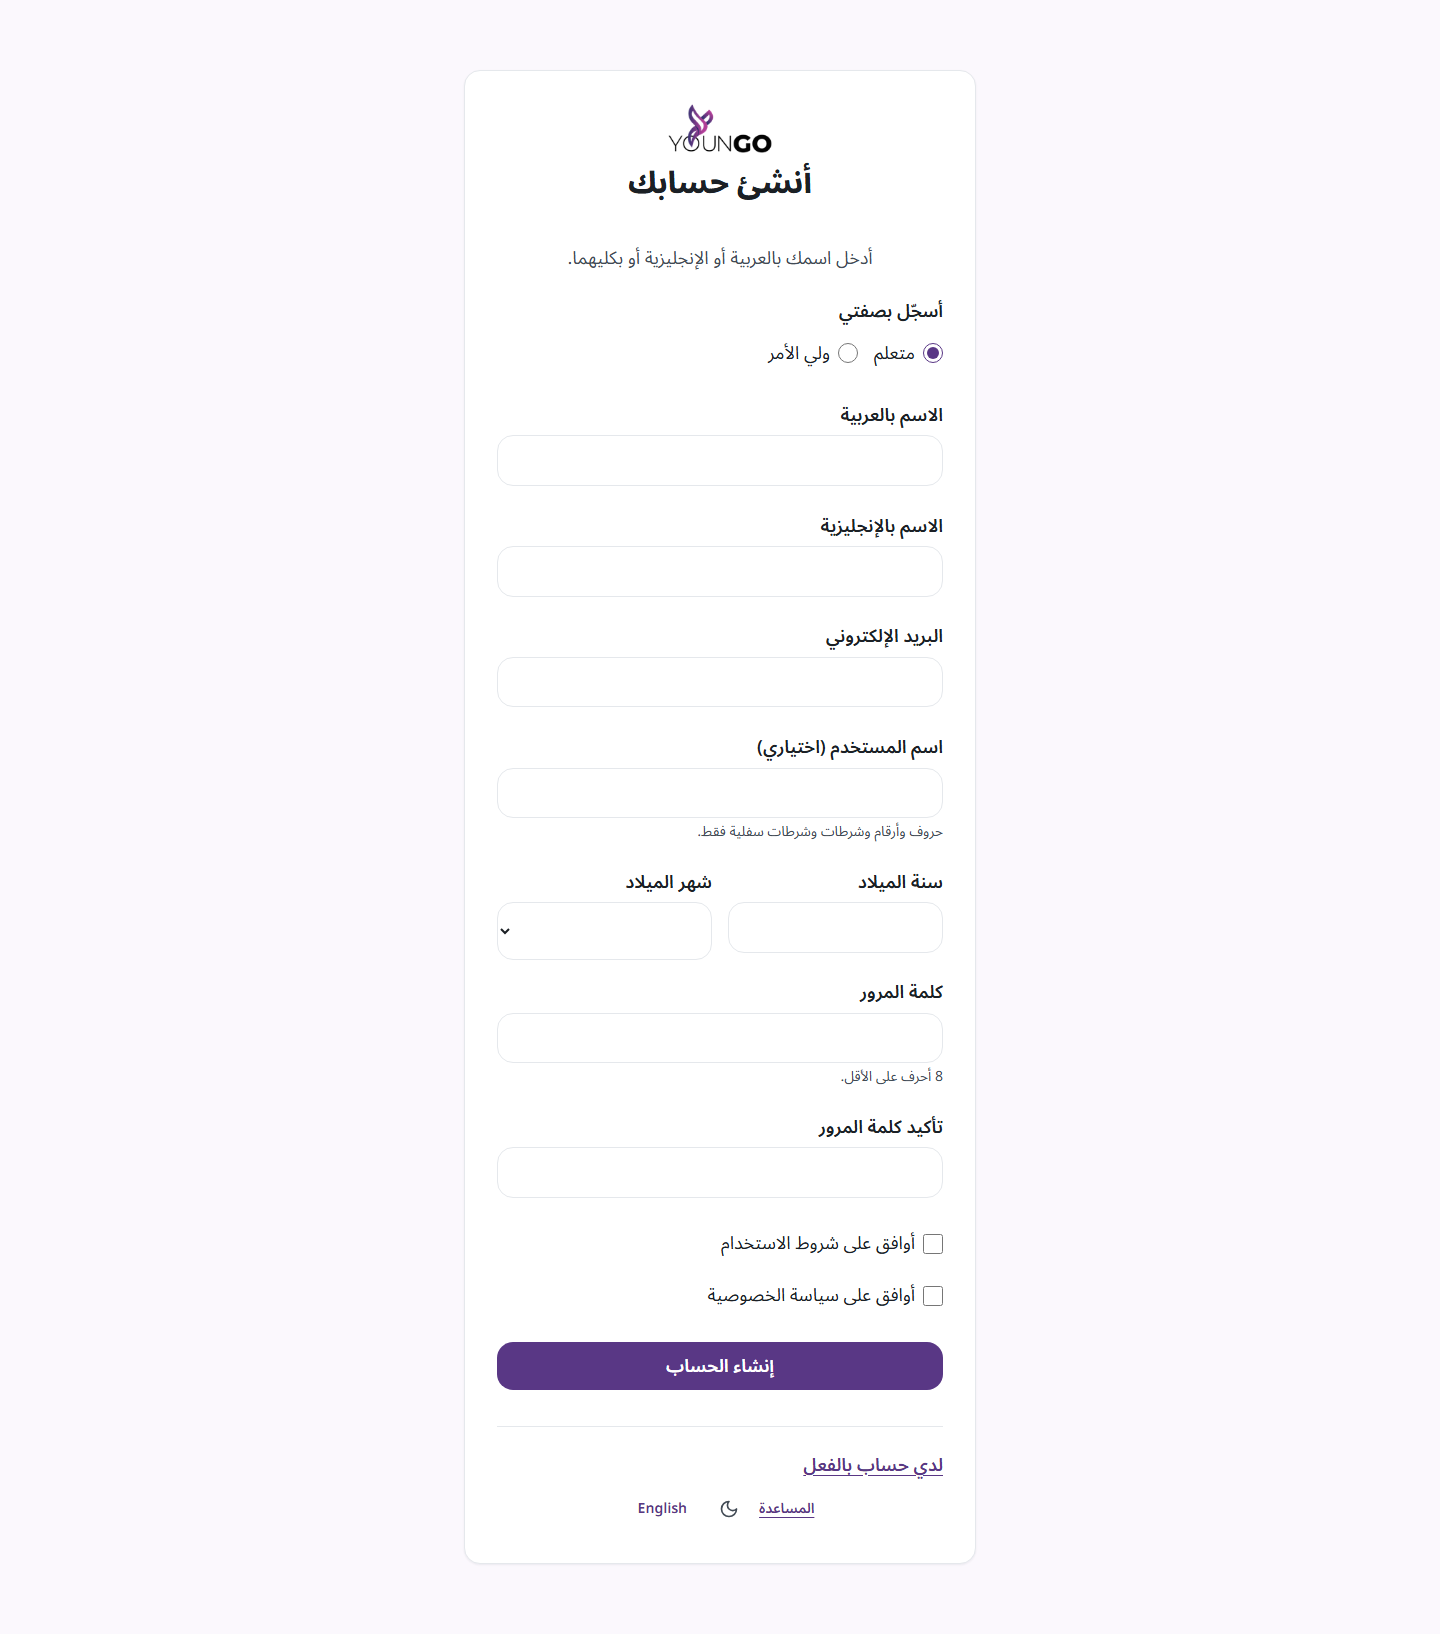 YOUNGO
أنشئ حسابك
أدخل اسمك بالعربية أو الإنجليزية أو بكليهما.
أسجّل بصفتي
متعلم
ولي الأمر
الاسم بالعربية
الاسم بالإنجليزية
البريد الإلكتروني
اسم المستخدم (اختياري)
حروف وأرقام وشرطات وشرطات سفلية فقط.
سنة الميلاد
شهر الميلاد
كلمة المرور
8 أحرف على الأقل.
تأكيد كلمة المرور
أوافق على شروط الاستخدام
أوافق على سياسة الخصوصية
إنشاء الحساب
لدي حساب بالفعل
المساعدة
English